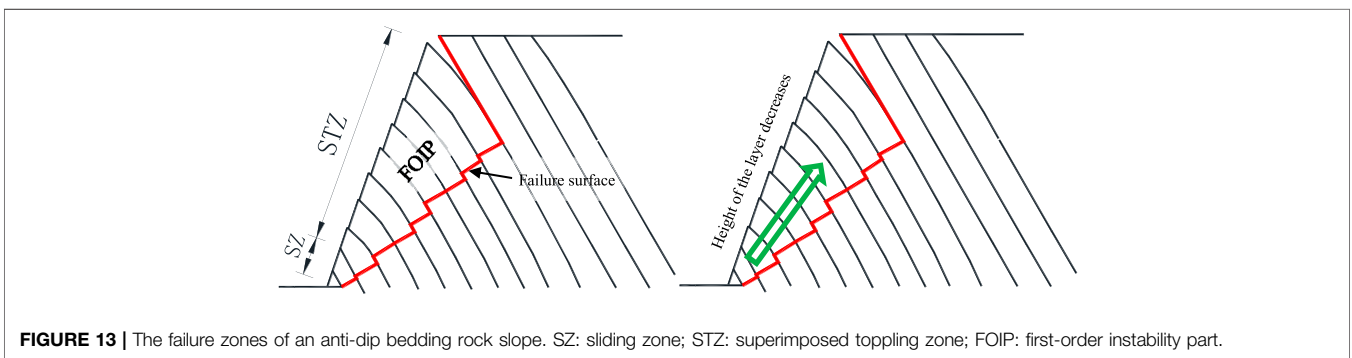 STZ
SZ
FOIP
Failure surface
Height of the layer decreases
FIGURE 13 | The failure zones of an anti-dip bedding rock slope. SZ: sliding zone; STZ: superimposed toppling zone; FOIP: first-order instability part.